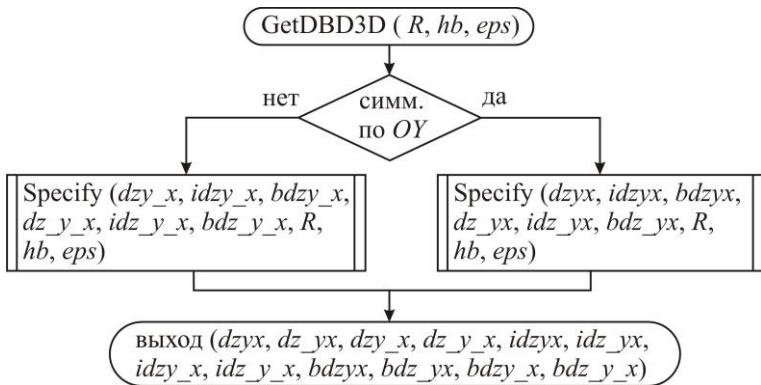 GetDBD3D ( R, hb, eps)
нет
симм.
по OY
да
Specify (dzy_x, idzy_x, bdzy_x,
dz_y_x, idz_y_x, bdz_y_x, R,
hb, eps)
Specify (dzyx, idzyx, bdzyx,
dz_yx, idz_yx, bdz_yx, R,
hb, eps)
выход (dzyx, dz_yx, dzy_x, dz_y_x, idzyx, idz_yx,
idzy_x, idz_y_x, bdzyx, bdz_yx, bdzy_x, bdz_y_x)